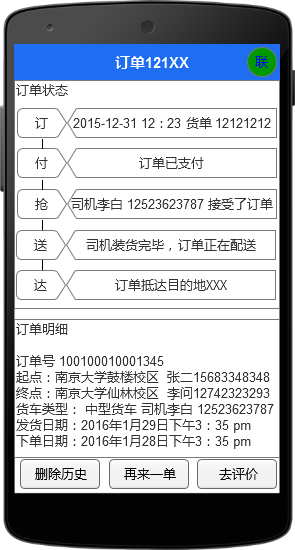 订单121XX
联
订单状态
订 2015-12-31 12：23 货单 12121212
付 订单已支付
抢 司机李白 12523623787 接受了订单
送 司机装货完毕，订单正在配送
达 订单抵达目的地XXX
订单明细
订单号 100100010001345
起点：南京大学鼓楼校区 张二15683348348
终点：南京大学仙林校区 李问12742323293
货车类型： 中型货车 司机李白 12523623787
发货日期：2016年1月29日下午3：35 pm
下单日期：2016年1月28日下午3：35 pm
删除历史 再来一单 去评价